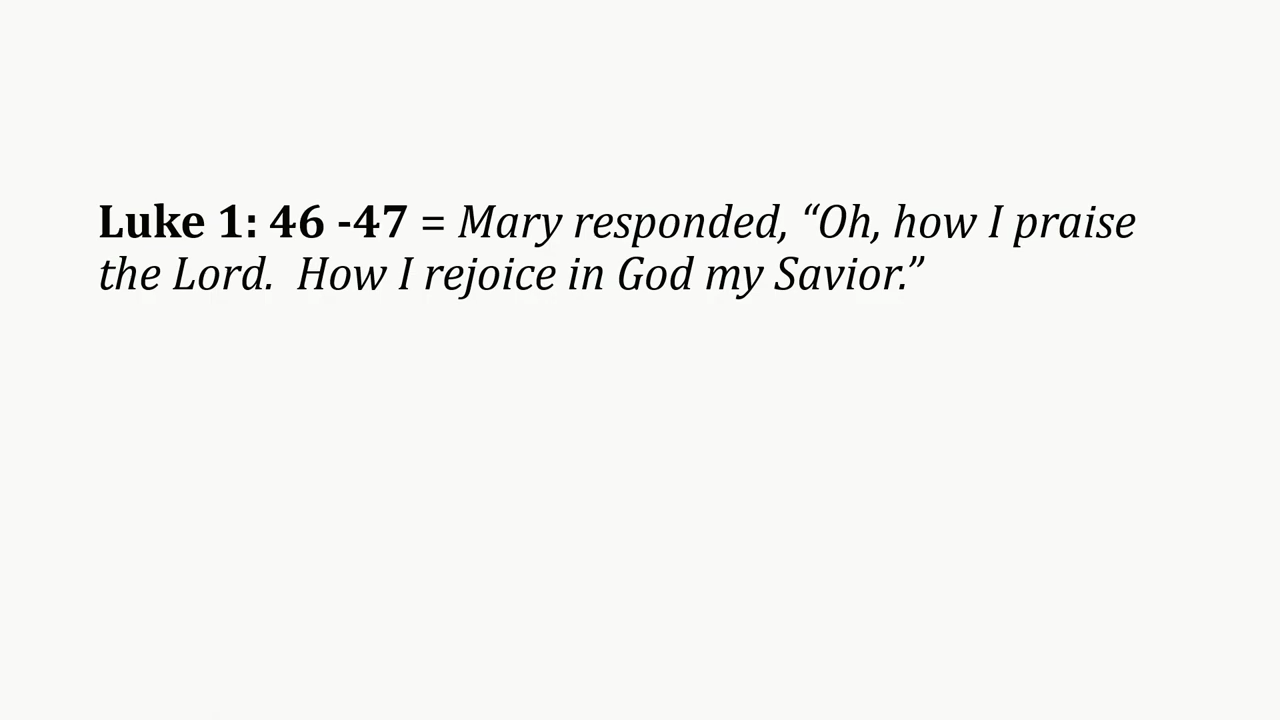 Luke 1: 46 -47 = Mary responded, “Oh, how I praise
the Lord.  How I rejoice in God my Savior.”